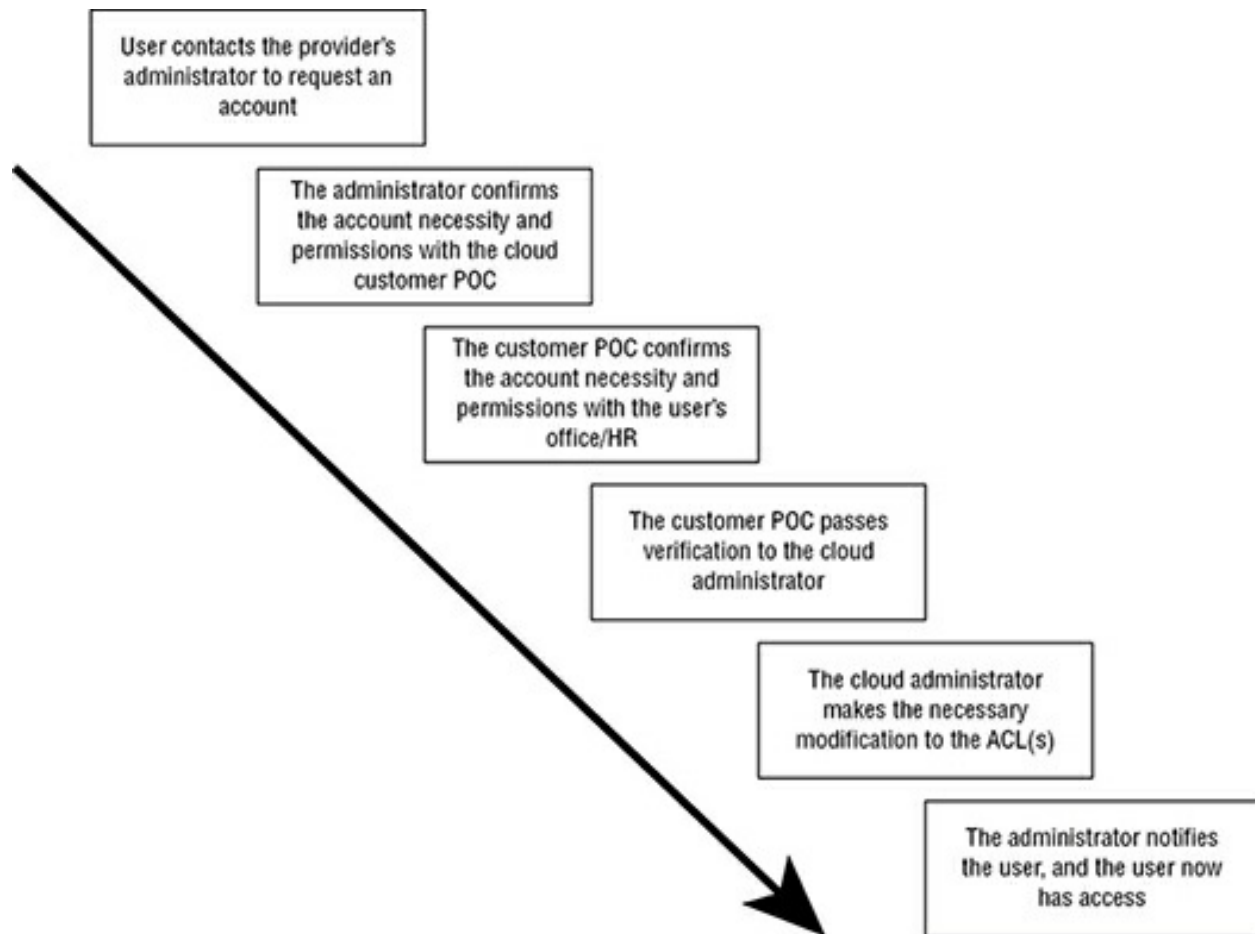 User contacts the provider's
administrator to request an
account
The administrator confirms
the account necessity and
permissions with the cloud
customer POC
The customer POC confirms
the account necessity and
permissions with the user's
office/HR
The customer POC passes
verification to the cloud
administrator
The cloud administrator
makes the necessary
modification to the ACL(s)
The administrator notifies
the user, and the user now
has access